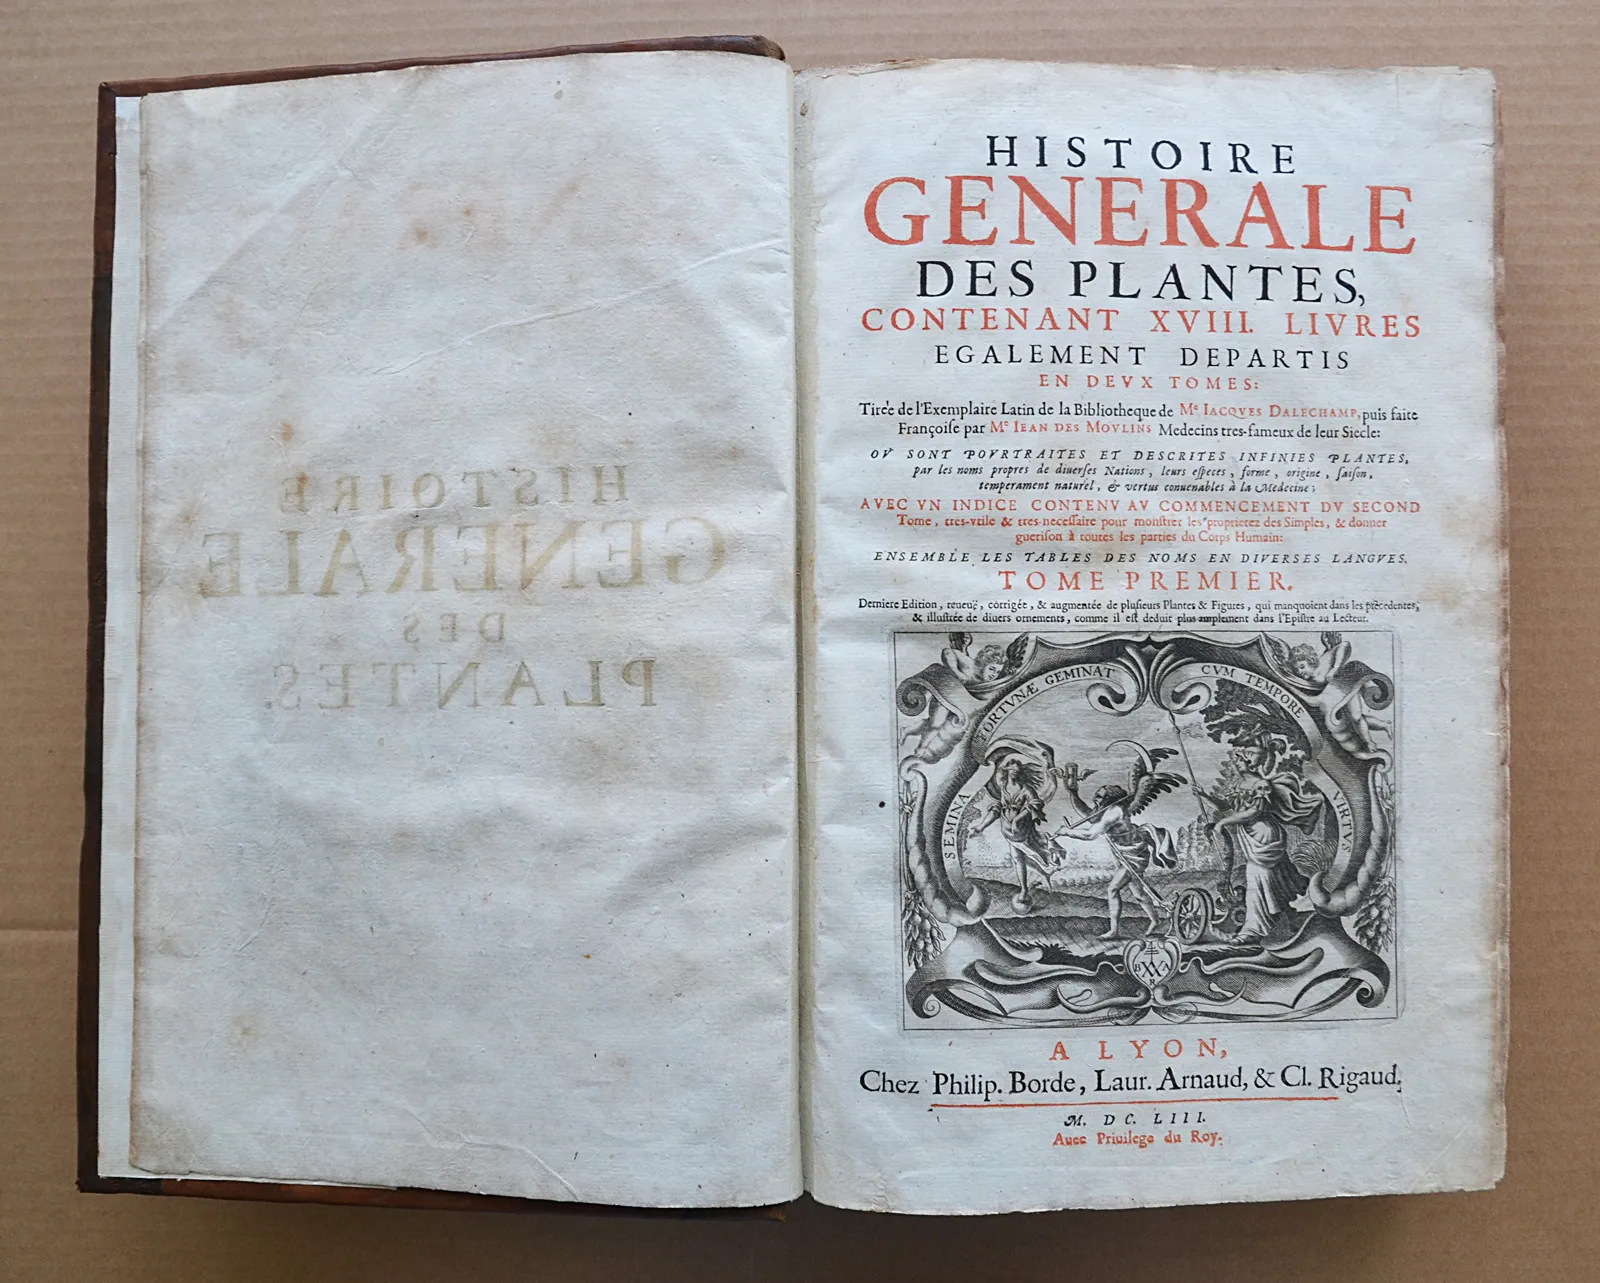 HISTOIRE
GENERALE
DES
PLANTES.
HISTOIRE
GENERALE
DES PLANTES,
CONTENANT XVIII. LIVRES
EGALEMENT DEPARTIS
EN DEVX TOMES:
Tirée de l'Exemplaire Latin de la Bibliotheque de Me IACQVES DALECHAMP, puis faite
Françoise par Me IEAN DES MOVLINS Medecins tres-fameux de leur Siecle:
OV SONT POVRTRAITES ET DESCRITES INFINIES PLANTES,
par les noms propres de diuerses Nations, leurs especes, forme, origine, saison,
temperament naturel, & vertus conuenables à la Medecine;
AVEC VN INDICE CONTENV AV COMMENCEMENT DV SECOND
Tome, tres-vtile & tres-necessaire pour monstrer les proprietez des Simples, & donner
guerison à toutes les parties du Corps Humain:
ENSEMBLE LES TABLES DES NOMS EN DIVERSES LANGVES.
TOME PREMIER.
Derniere Edition, reueuë, corrigée, & augmentée de plusieurs Plantes & Figures, qui manquoient dans les precedentes,
& illustrée de diuers ornements, comme il est deduit plus amplement dans l'Epistre au Lecteur.
SEMINA FORTVNÆ GEMINAT CVM TEMPORE VIRTVS
B A
R
A LYON,
Chez Philip. Borde, Laur. Arnaud, & Cl. Rigaud.
M. DC. LIII.
Auec Priuilege du Roy.